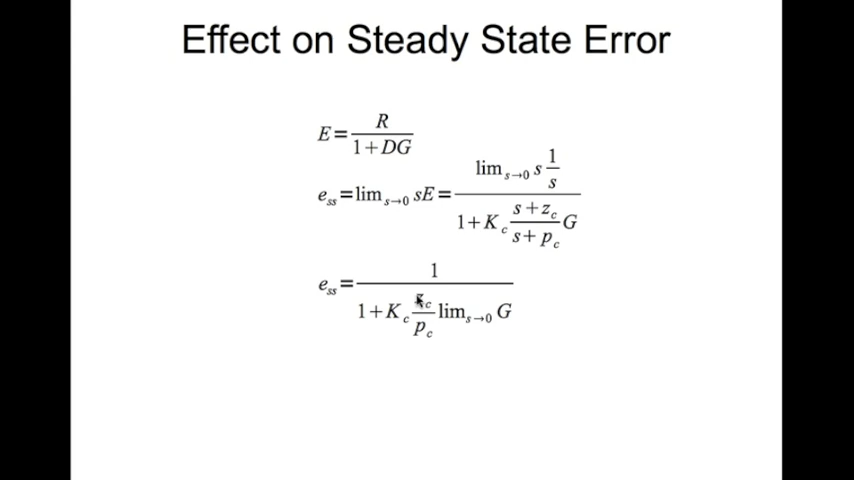 Effect on Steady State Error
E = R / (1+DG)
e_ss = lim_{s→0} sE = (lim_{s→0} s 1/s) / (1+K_c (s+z_c)/(s+p_c) G)
e_ss = 1 / (1+K_c z_c/p_c lim_{s→0} G)